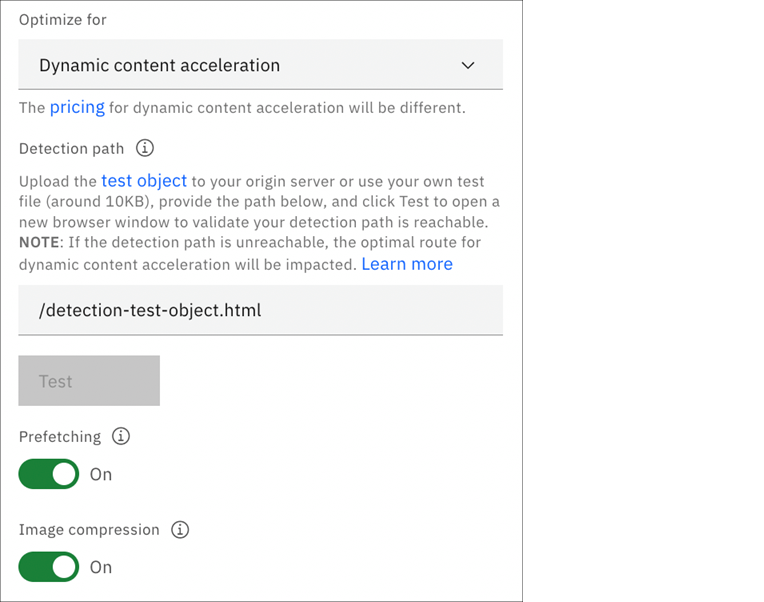 Optimize for
Dynamic content acceleration
The pricing for dynamic content acceleration will be different.
Detection path
Upload the test object to your origin server or use your own test
file (around 10KB), provide the path below, and click Test to open a
new browser window to validate your detection path is reachable.
NOTE: If the detection path is unreachable, the optimal route for
dynamic content acceleration will be impacted. Learn more
/detection-test-object.html
Test
Prefetching
On
Image compression
On